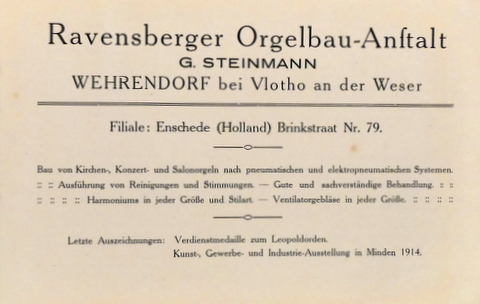 Ravensberger Orgelbau-Anſtalt
G. STEINMANN
WEHRENDORF bei Vlotho an der Weser
Filiale: Enschede (Holland) Brinkstraat Nr. 79.
Bau von Kirchen-, Konzert- und Salonorgeln nach pneumatischen und elektropneumatischen Systemen.
:: :: Ausführung von Reinigungen und Stimmungen. — Gute und sachverständige Behandlung. :: ::
:: :: :: :: Harmoniums in jeder Größe und Stilart. — Ventilatorgebläse in jeder Größe. :: :: :: ::
Letzte Auszeichnungen: Verdienstmedaille zum Leopoldorden.
Kunst-, Gewerbe- und Industrie-Ausstellung in Minden 1914.